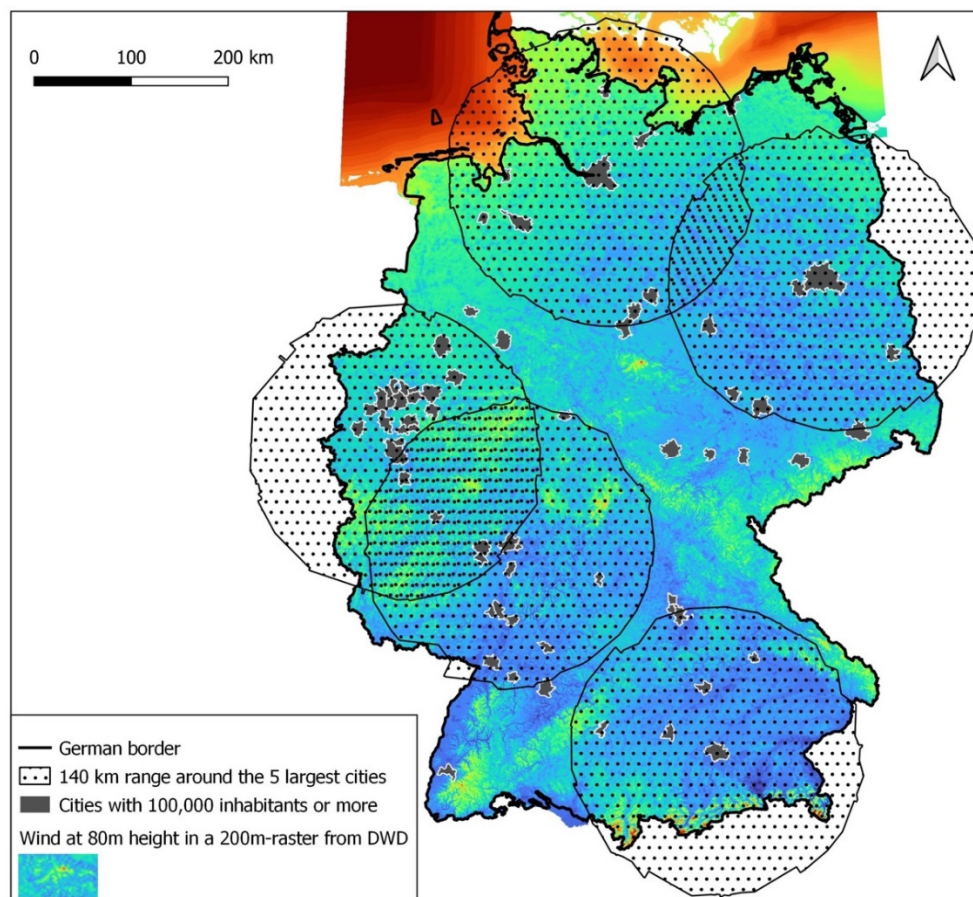 0 100 200 km
German border
140 km range around the 5 largest cities
Cities with 100,000 inhabitants or more
Wind at 80m height in a 200m-raster from DWD